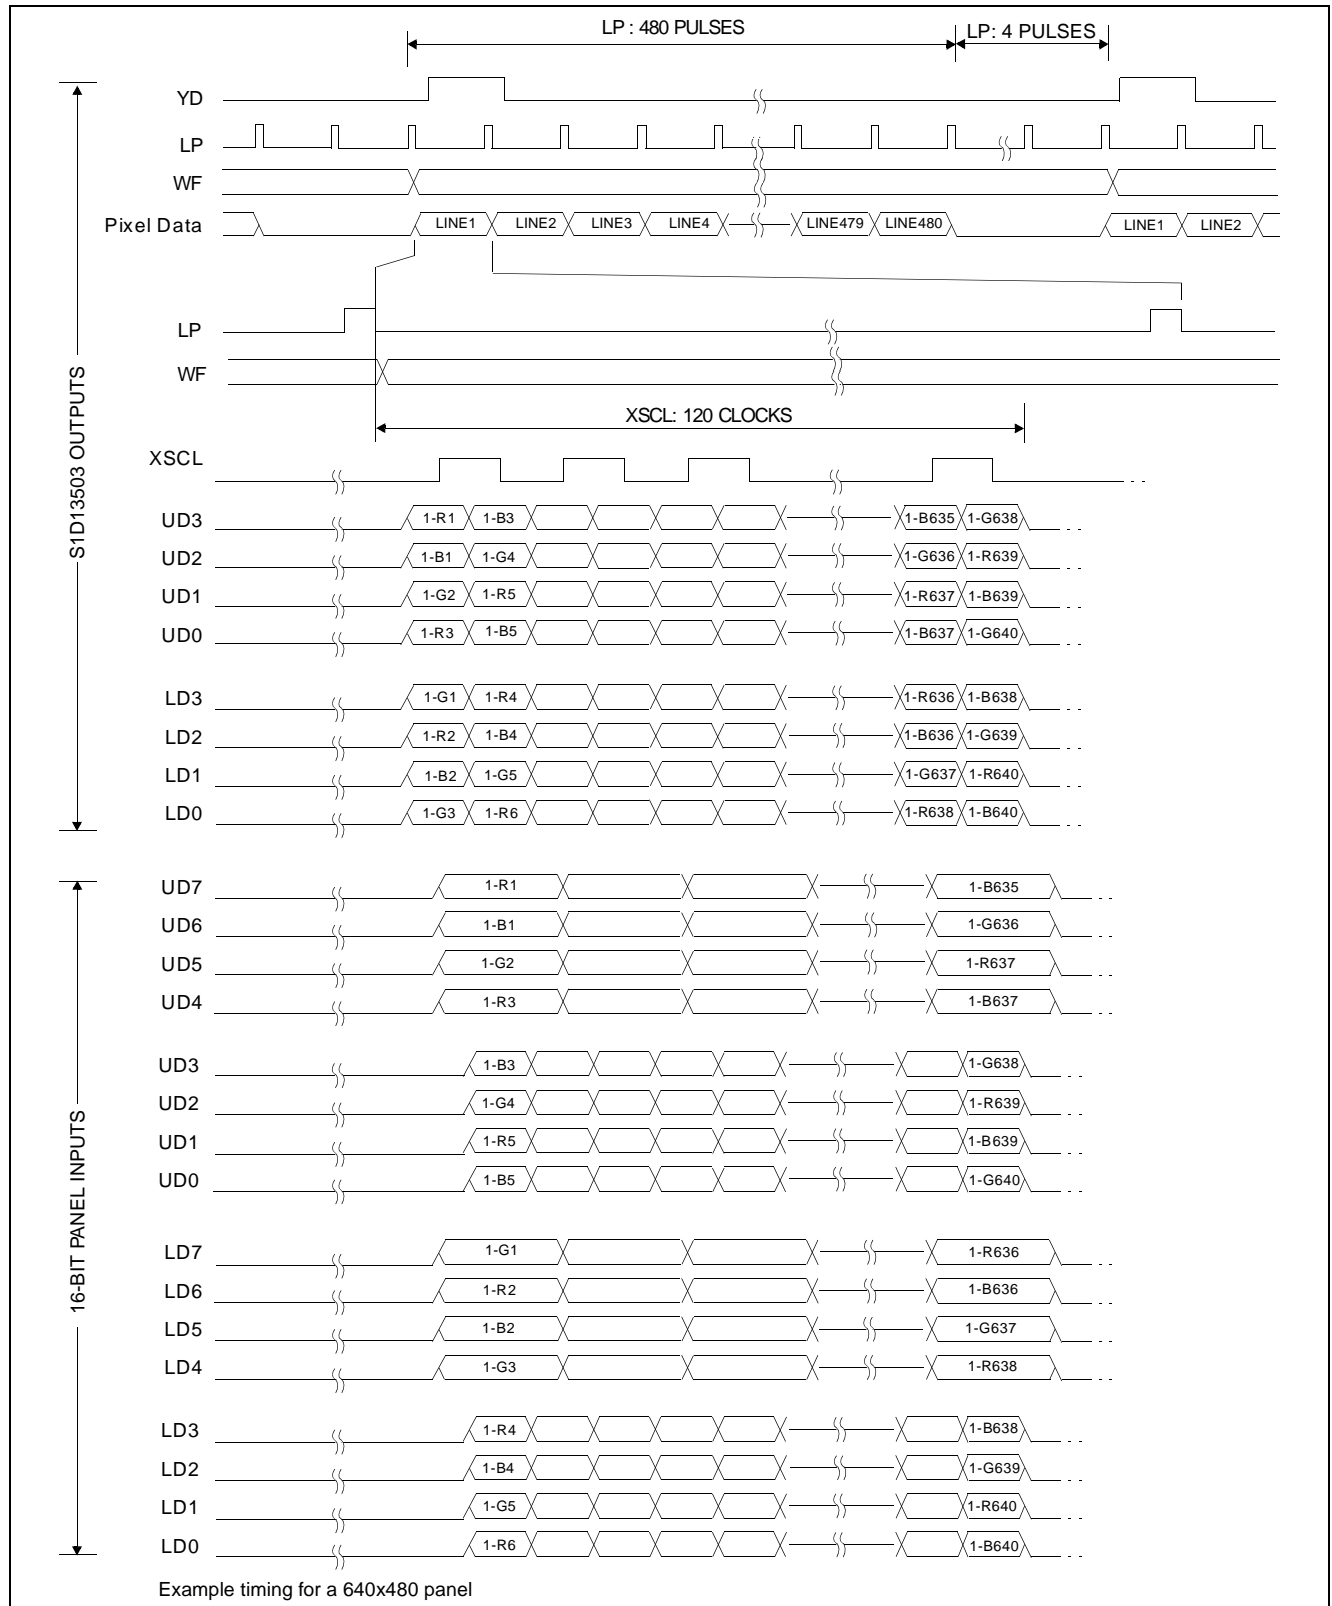 LP : 480 PULSES LP: 4 PULSES
YD
LP
WF
Pixel Data LINE1 LINE2 LINE3 LINE4 LINE479 LINE480 LINE1 LINE2
LP
WF
XSCL: 120 CLOCKS
XSCL
S1D13503 OUTPUTS
UD3 1-R1 1-B3 1-B635 1-G638
UD2 1-B1 1-G4 1-G636 1-R639
UD1 1-G2 1-R5 1-R637 1-B639
UD0 1-R3 1-B5 1-B637 1-G640
LD3 1-G1 1-R4 1-R636 1-B638
LD2 1-R2 1-B4 1-B636 1-G639
LD1 1-B2 1-G5 1-G637 1-R640
LD0 1-G3 1-R6 1-R638 1-B640
UD7 1-R1 1-B635
UD6 1-B1 1-G636
UD5 1-G2 1-R637
UD4 1-R3 1-B637
UD3 1-B3 1-G638
UD2 1-G4 1-R639
UD1 1-R5 1-B639
UD0 1-B5 1-G640
16-BIT PANEL INPUTS
LD7 1-G1 1-R636
LD6 1-R2 1-B636
LD5 1-B2 1-G637
LD4 1-G3 1-R638
LD3 1-R4 1-B638
LD2 1-B4 1-G639
LD1 1-G5 1-R640
LD0 1-R6 1-B640
Example timing for a 640x480 panel